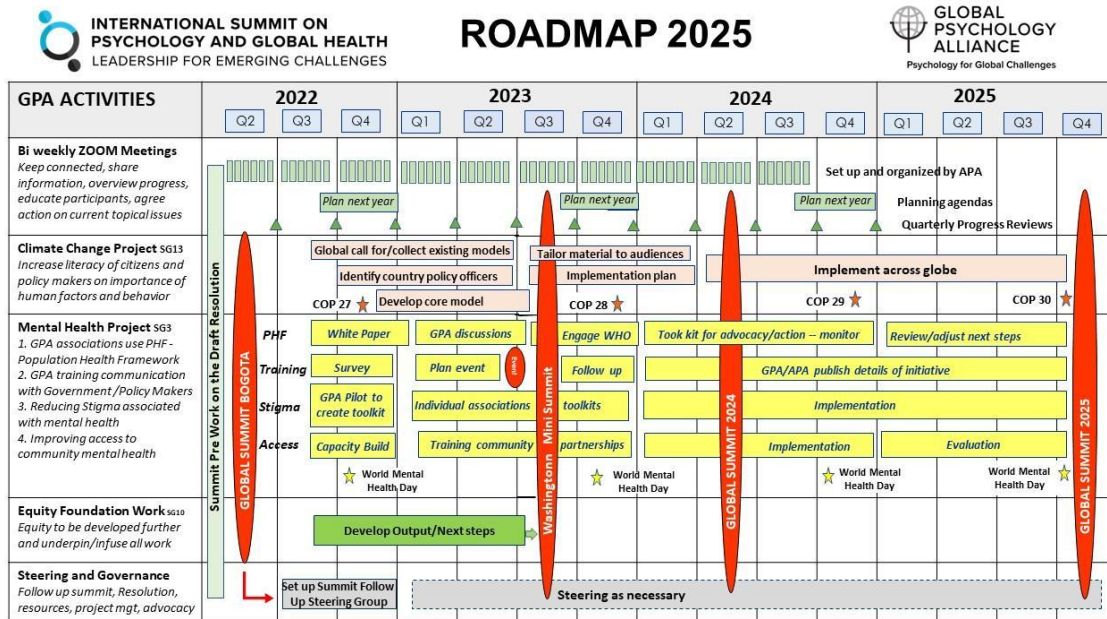 INTERNATIONAL SUMMIT ON
PSYCHOLOGY AND GLOBAL HEALTH
LEADERSHIP FOR EMERGING CHALLENGES
ROADMAP 2025
GLOBAL
PSYCHOLOGY
ALLIANCE
Psychology for Global Challenges
GPA ACTIVITIES
2022
2023
2024
2025
Q2
Q3
Q4
Q1
Q2
Q3
Q4
Q1
Q2
Q3
Q4
Q1
Q2
Q3
Q4
Bi weekly ZOOM Meetings
Keep connected, share
information, overview progress,
educate participants, agree
action on current topical issues
Set up and organized by APA
Plan next year
Plan next year
Plan next year
Planning agendas
Quarterly Progress Reviews
Summit Pre Work on the Draft Resolution
GLOBAL SUMMIT BOGOTA
Washingtonn Mini Summit
GLOBAL SUMMIT 2024
GLOBAL SUMMIT 2025
Climate Change Project SG13
Increase literacy of citizens and
policy makers on importance of
human factors and behavior
Global call for/collect existing models
Tailor material to audiences
Identify country policy officers
Implementation plan
Implement across globe
COP 27
Develop core model
COP 28
COP 29
COP 30
Mental Health Project SG3
1. GPA associations use PHF -
Population Health Framework
2. GPA training communication
with Government/Policy Makers
3. Reducing Stigma associated
with mental health
4. Improving access to
community mental health
PHF
White Paper
GPA discussions
Engage WHO
Took kit for advocacy/action -- monitor
Review/adjust next steps
Training
Survey
Plan event
Event
Follow up
GPA/APA publish details of initiative
Stigma
GPA Pilot to
create toolkit
Individual associations toolkits
Implementation
Access
Capacity Build
Training community partnerships
Implementation
Evaluation
World Mental
Health Day
World Mental
Health Day
World Mental
Health Day
World Mental
Health Day
Equity Foundation Work SG10
Equity to be developed further
and underpin/infuse all work
Develop Output/Next steps
Steering and Governance
Follow up summit, Resolution,
resources, project mgt, advocacy
Set up Summit Follow
Up Steering Group
Steering as necessary